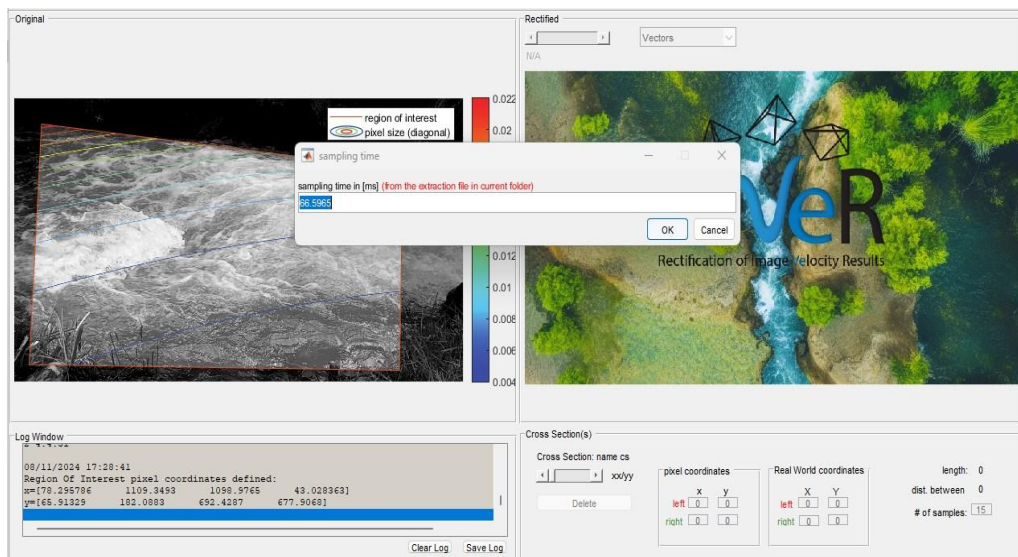 Original
region of interest
pixel size (diagonal)
0.022
0.02
0.012
0.01
0.008
0.006
0.004
Rectified
Vectors
N/A
VeR
Rectification of Image Velocity Results
sampling time
sampling time in [ms] (from the extraction file in current folder)
66.5965
OK Cancel
Log Window
08/11/2024 17:28:41
Region Of Interest pixel coordinates defined:
x=[78.295786 1109.3493 1098.9765 43.028363]
y=[65.91329 182.0883 692.4287 677.9068]
Clear Log Save Log
Cross Section(s)
Cross Section: name cs
xx/yy
Delete
pixel coordinates
x y
left 0 0
right 0 0
Real World coordinates
X Y
left 0 0
right 0 0
length: 0
dist. between 0
# of samples: 15